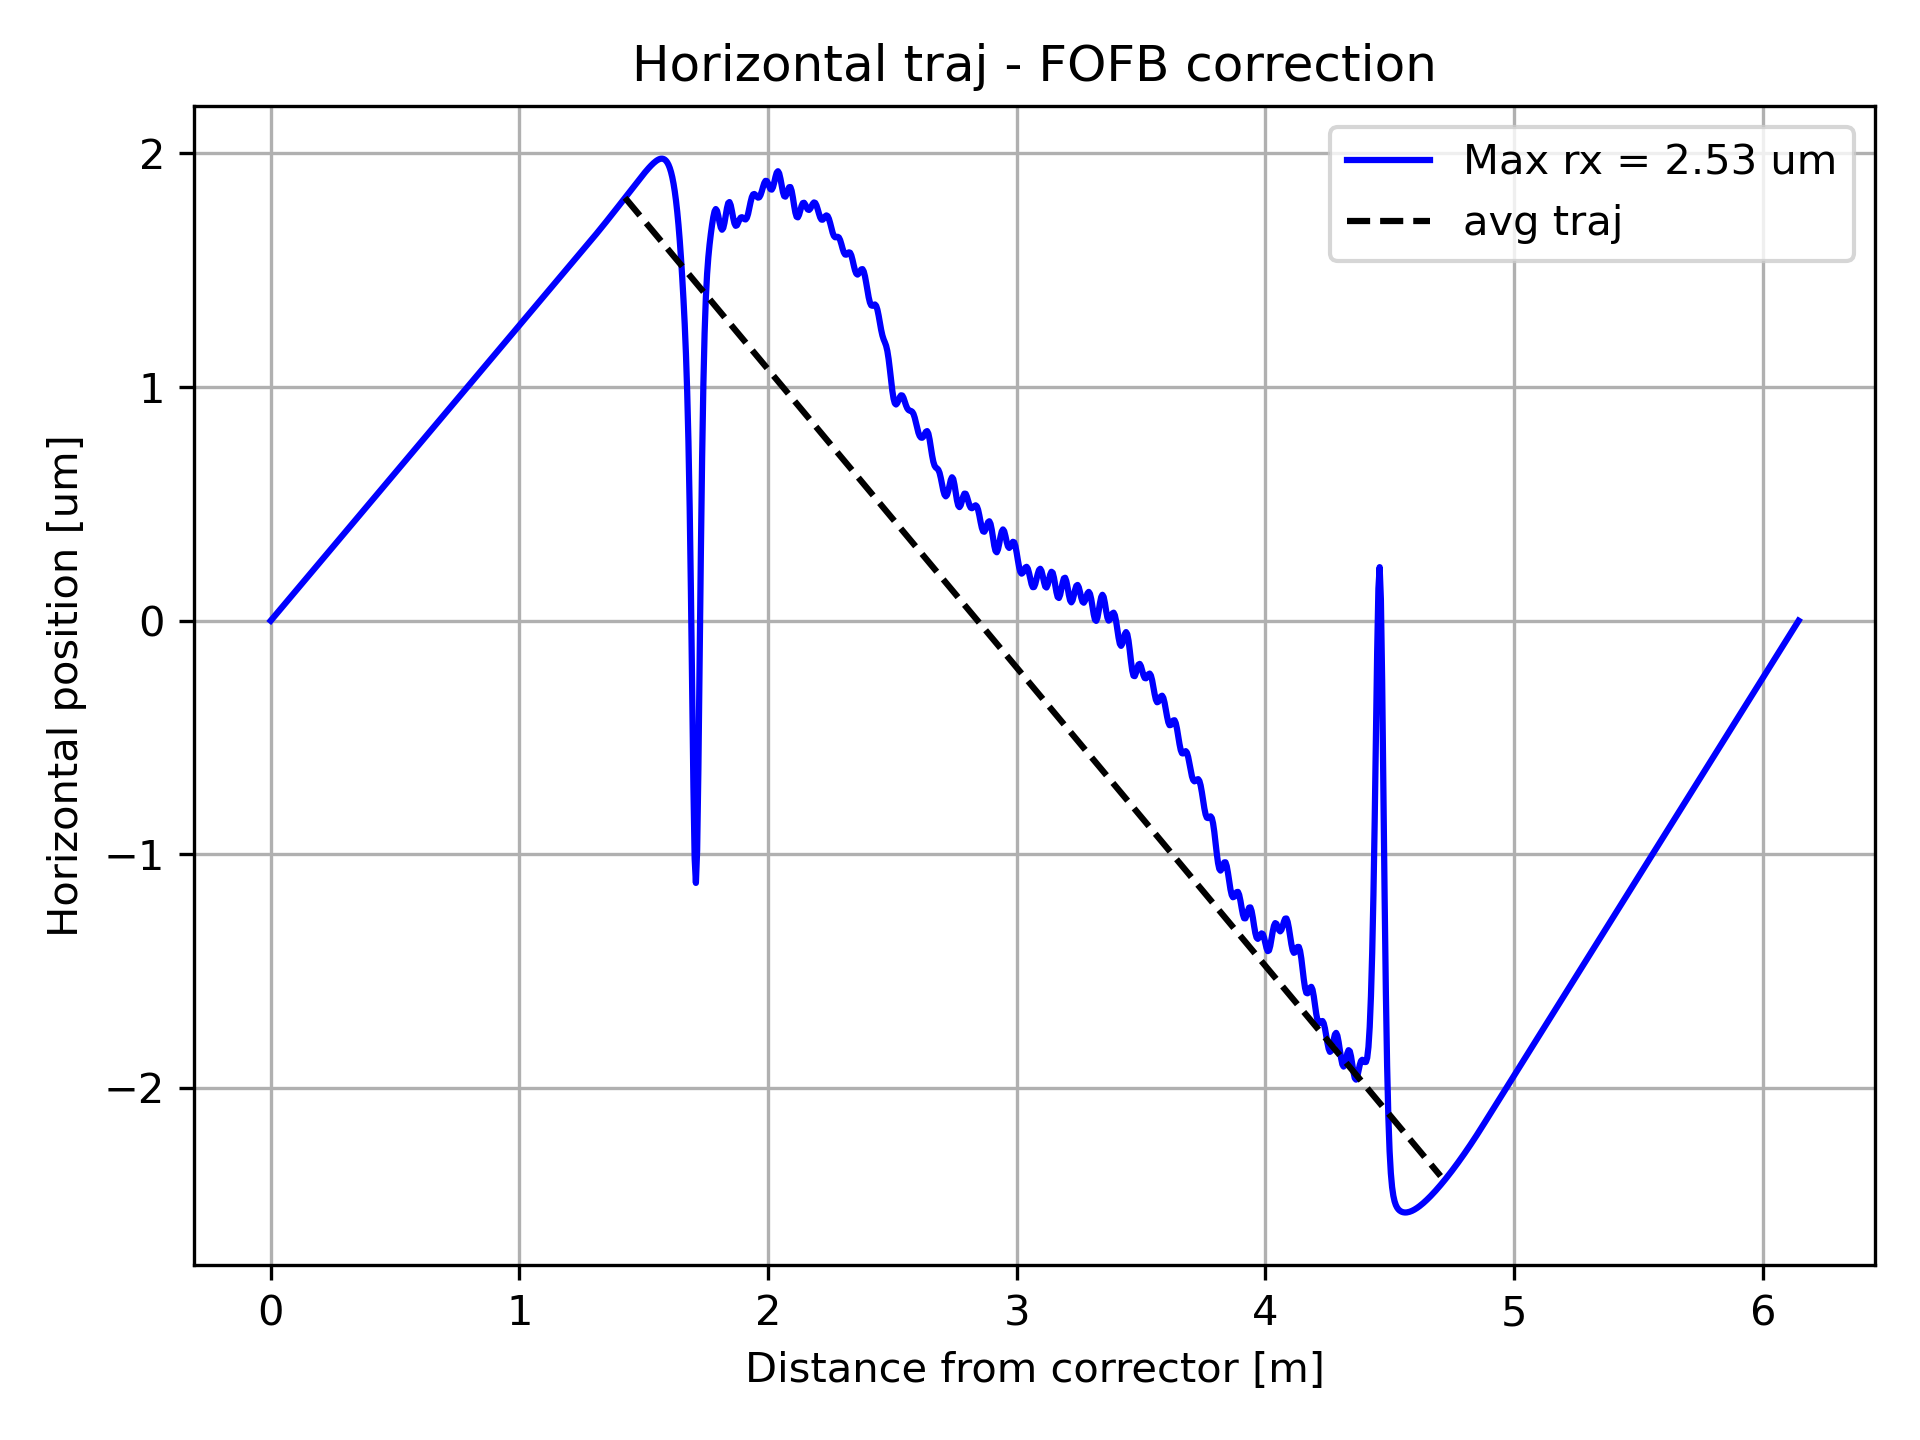 Horizontal traj - FOFB correction
Max rx = 2.53 um
avg traj
2
1
0
−1
−2
Horizontal position [um]
0 1 2 3 4 5 6
Distance from corrector [m]